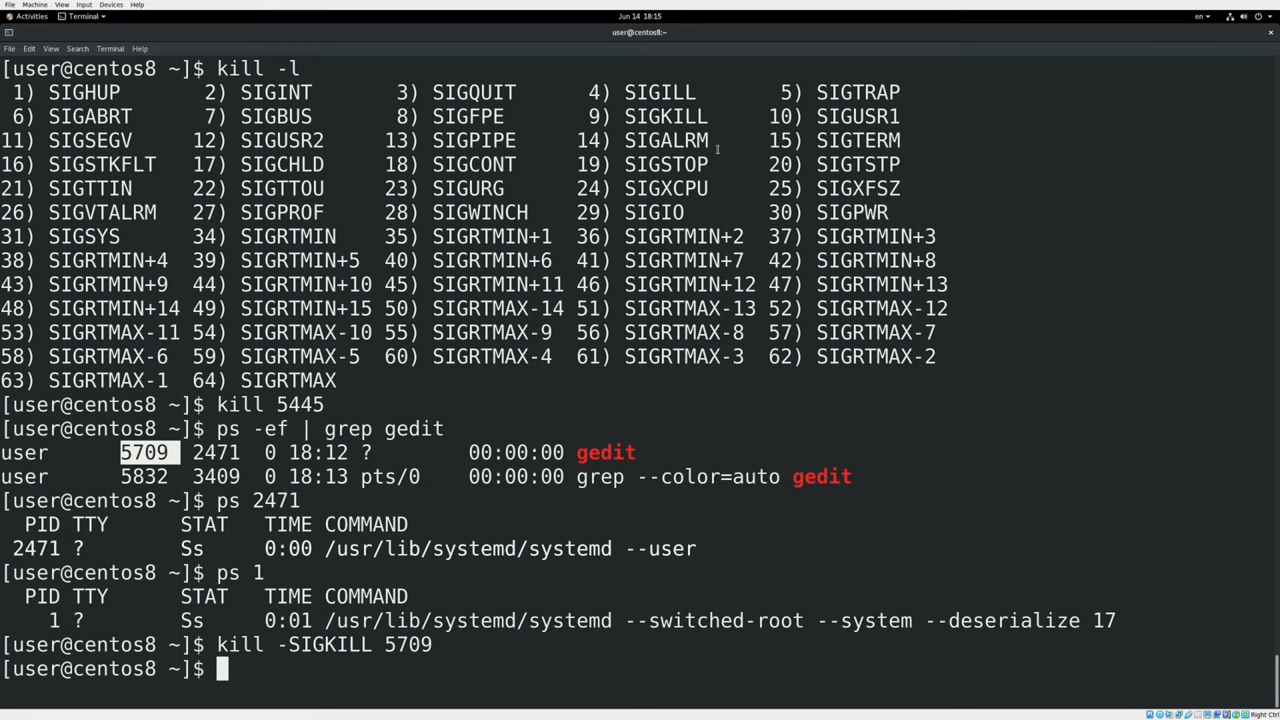 File Machine View Input Devices Help
Activities Terminal Jun 14 18:15 en
user@centos8:~
File Edit View Search Terminal Help
[user@centos8 ~]$ kill -l
1) SIGHUP 2) SIGINT 3) SIGQUIT 4) SIGILL 5) SIGTRAP
6) SIGABRT 7) SIGBUS 8) SIGFPE 9) SIGKILL 10) SIGUSR1
11) SIGSEGV 12) SIGUSR2 13) SIGPIPE 14) SIGALRM 15) SIGTERM
16) SIGSTKFLT 17) SIGCHLD 18) SIGCONT 19) SIGSTOP 20) SIGTSTP
21) SIGTTIN 22) SIGTTOU 23) SIGURG 24) SIGXCPU 25) SIGXFSZ
26) SIGVTALRM 27) SIGPROF 28) SIGWINCH 29) SIGIO 30) SIGPWR
31) SIGSYS 34) SIGRTMIN 35) SIGRTMIN+1 36) SIGRTMIN+2 37) SIGRTMIN+3
38) SIGRTMIN+4 39) SIGRTMIN+5 40) SIGRTMIN+6 41) SIGRTMIN+7 42) SIGRTMIN+8
43) SIGRTMIN+9 44) SIGRTMIN+10 45) SIGRTMIN+11 46) SIGRTMIN+12 47) SIGRTMIN+13
48) SIGRTMIN+14 49) SIGRTMIN+15 50) SIGRTMAX-14 51) SIGRTMAX-13 52) SIGRTMAX-12
53) SIGRTMAX-11 54) SIGRTMAX-10 55) SIGRTMAX-9 56) SIGRTMAX-8 57) SIGRTMAX-7
58) SIGRTMAX-6 59) SIGRTMAX-5 60) SIGRTMAX-4 61) SIGRTMAX-3 62) SIGRTMAX-2
63) SIGRTMAX-1 64) SIGRTMAX
[user@centos8 ~]$ kill 5445
[user@centos8 ~]$ ps -ef | grep gedit
user 5709 2471 0 18:12 ? 00:00:00 gedit
user 5832 3409 0 18:13 pts/0 00:00:00 grep --color=auto gedit
[user@centos8 ~]$ ps 2471
PID TTY STAT TIME COMMAND
2471 ? Ss 0:00 /usr/lib/systemd/systemd --user
[user@centos8 ~]$ ps 1
PID TTY STAT TIME COMMAND
1 ? Ss 0:01 /usr/lib/systemd/systemd --switched-root --system --deserialize 17
[user@centos8 ~]$ kill -SIGKILL 5709
[user@centos8 ~]$
Right Ctrl